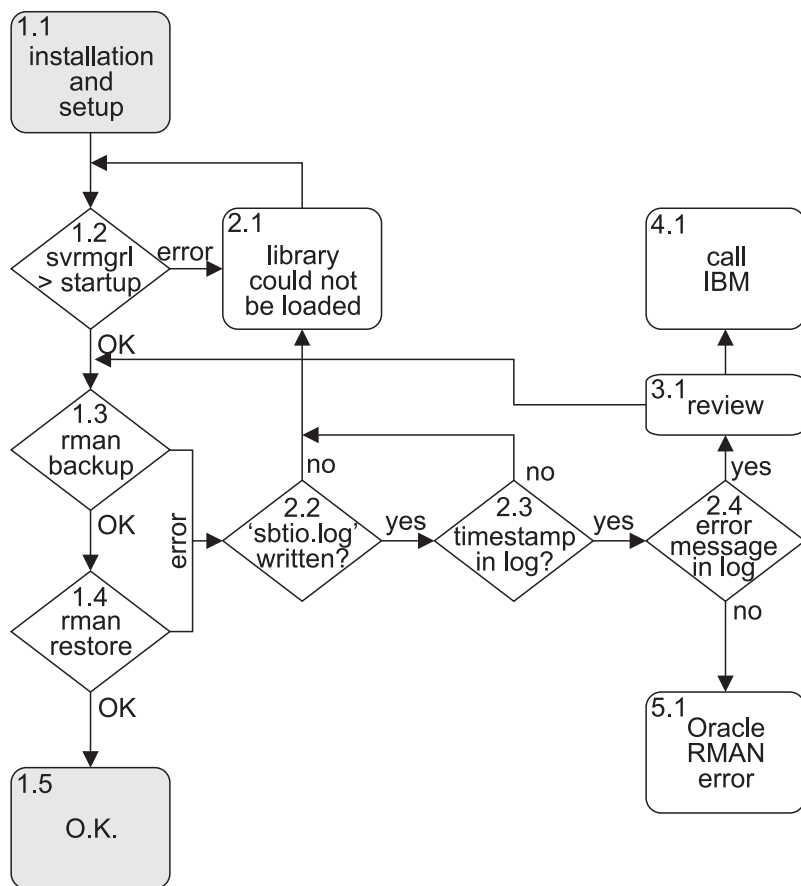 1.1
installation
and
setup
1.2
svrmgrl
> startup
error
2.1
library
could not
be loaded
4.1
call
IBM
OK
3.1
review
1.3
rman
backup
no
no
yes
OK
error
2.2
‘sbtio.log’
written?
yes
2.3
timestamp
in log?
yes
2.4
error
message
in log
1.4
rman
restore
no
OK
5.1
Oracle
RMAN
error
1.5
O.K.